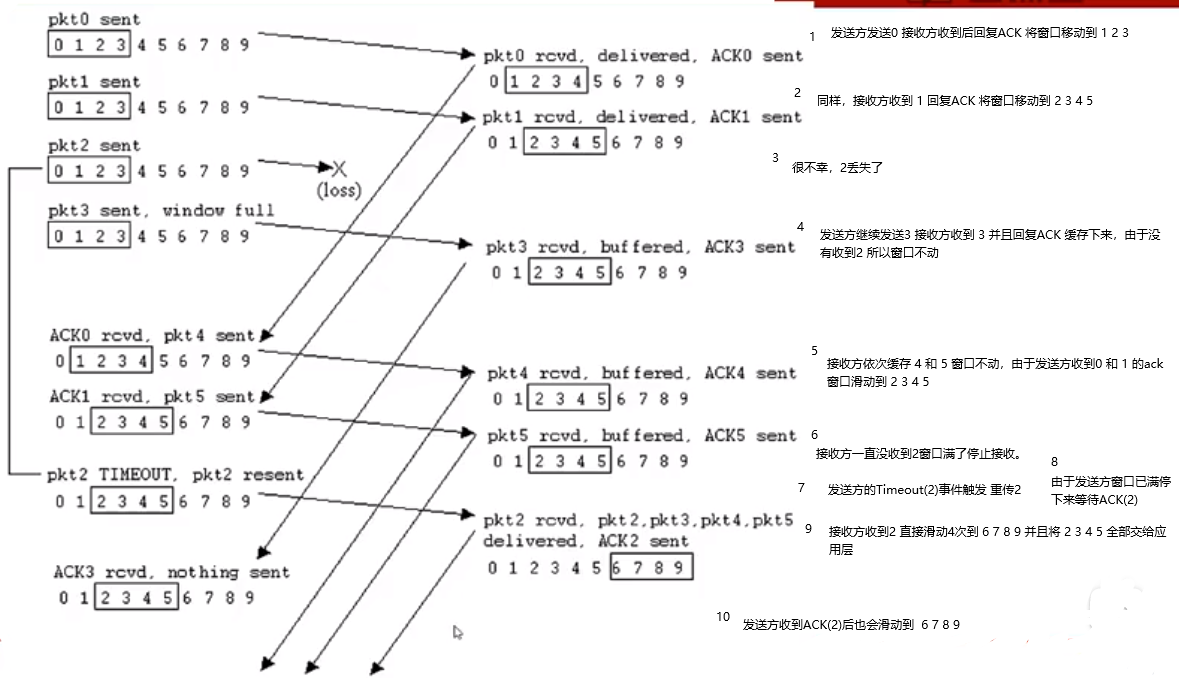 pkt0 sent
0 1 2 3 4 5 6 7 8 9
pkt1 sent
0 1 2 3 4 5 6 7 8 9
pkt2 sent
0 1 2 3 4 5 6 7 8 9
X
(loss)
pkt3 sent, window full
0 1 2 3 4 5 6 7 8 9
ACK0 rcvd, pkt4 sent
0 1 2 3 4 5 6 7 8 9
ACK1 rcvd, pkt5 sent
0 1 2 3 4 5 6 7 8 9
pkt2 TIMEOUT, pkt2 resent
0 1 2 3 4 5 6 7 8 9
ACK3 rcvd, nothing sent
0 1 2 3 4 5 6 7 8 9
pkt0 rcvd, delivered, ACK0 sent
0 1 2 3 4 5 6 7 8 9
pkt1 rcvd, delivered, ACK1 sent
0 1 2 3 4 5 6 7 8 9
pkt3 rcvd, buffered, ACK3 sent
0 1 2 3 4 5 6 7 8 9
pkt4 rcvd, buffered, ACK4 sent
0 1 2 3 4 5 6 7 8 9
pkt5 rcvd, buffered, ACK5 sent
0 1 2 3 4 5 6 7 8 9
pkt2 rcvd, pkt2,pkt3,pkt4,pkt5
delivered, ACK2 sent
0 1 2 3 4 5 6 7 8 9
1 发送方发送0 接收方收到后回复ACK 将窗口移动到 1 2 3
2 同样，接收方收到 1 回复ACK 将窗口移动到 2 3 4 5
3 很不幸，2丢失了
4 发送方继续发送3 接收方收到 3 并且回复ACK 缓存下来，由于没
有收到2 所以窗口不动
5 接收方依次缓存 4 和 5 窗口不动，由于发送方收到0 和 1 的ack
窗口滑动到 2 3 4 5
6 接收方一直没收到2窗口满了停止接收。
7 发送方的Timeout(2)事件触发 重传2
8
由于发送方窗口已满停
下来等待ACK(2)
9 接收方收到2 直接滑动4次到 6 7 8 9 并且将 2 3 4 5 全部交给应
用层
10 发送方收到ACK(2)后也会滑动到 6 7 8 9